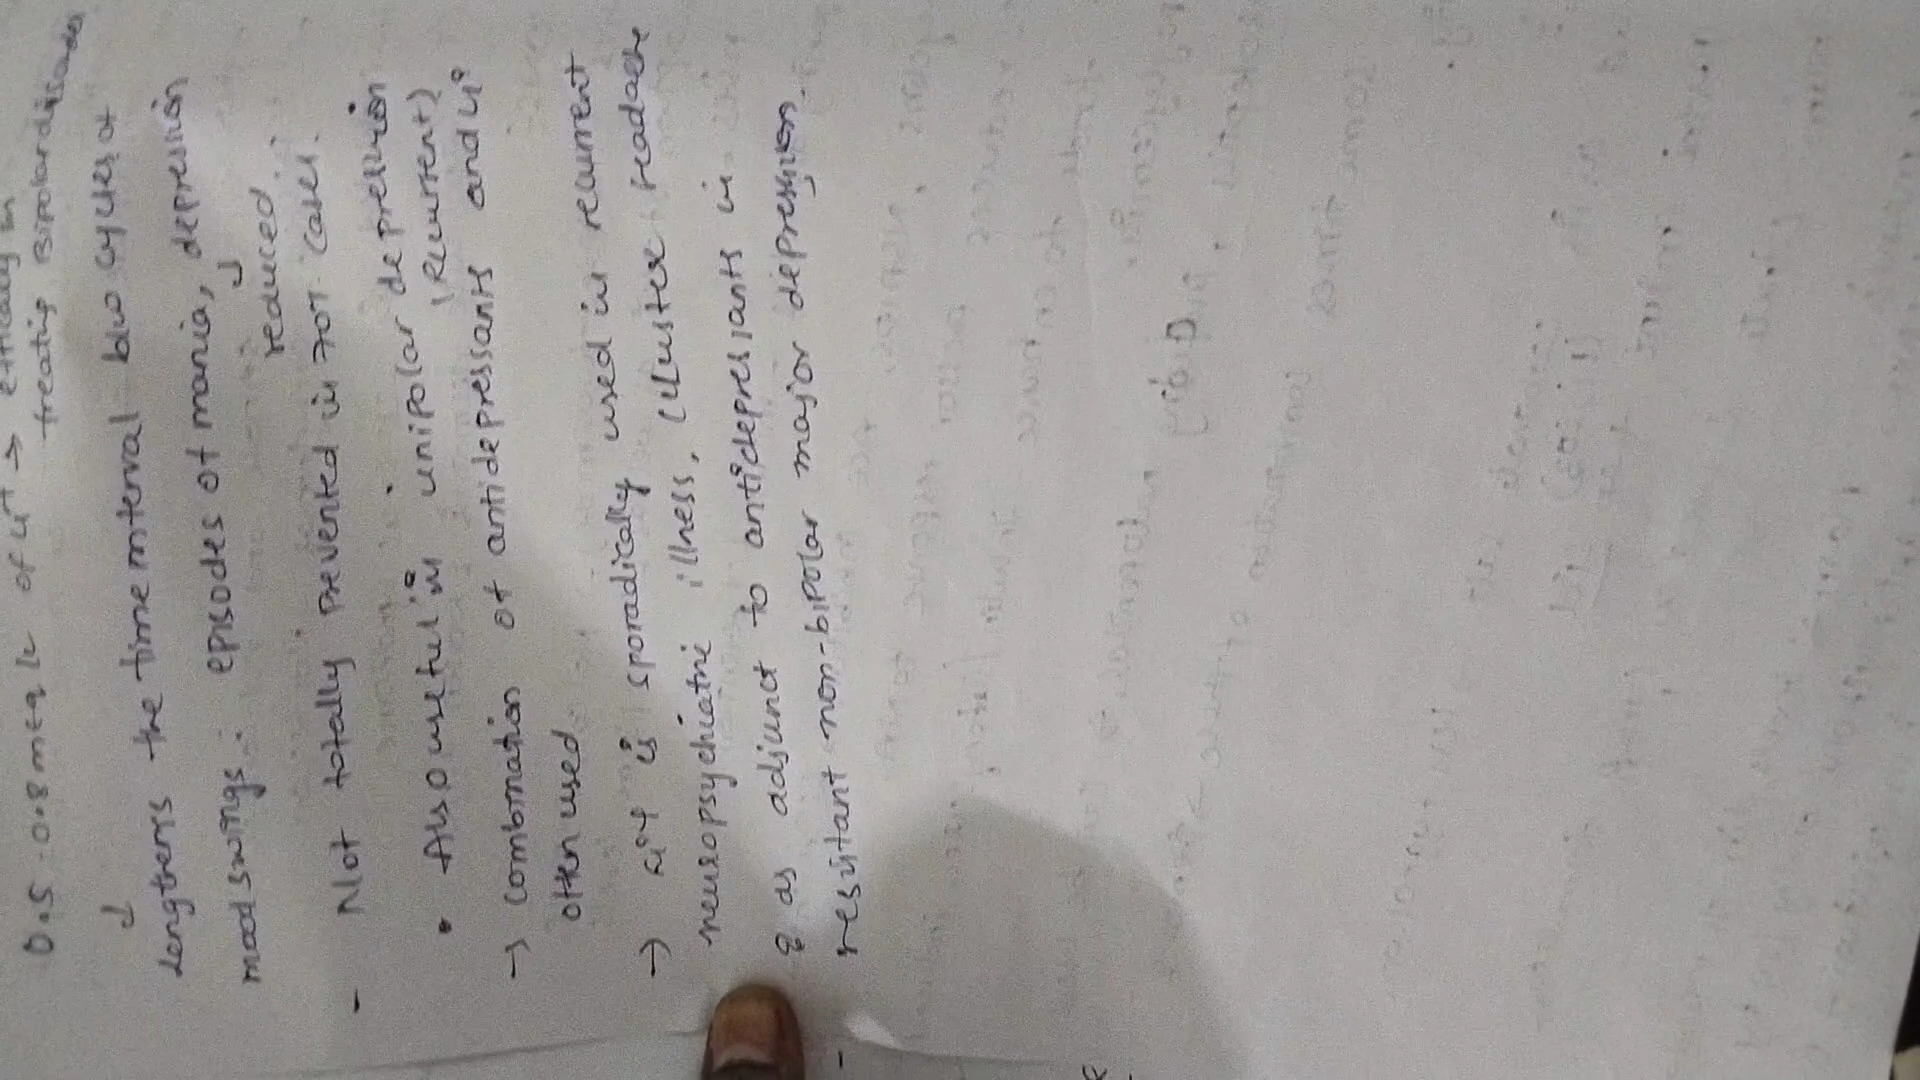 0.5-0.8 meq/L of Li+ → efficacy in
treating Bipolar disorder
↓
lengthens the time interval b/w cycles of
mood swings. episodes of mania, depression
↓
reduced.
- Not totally prevented in 70% cases.
• Also useful in unipolar depression
(Recurrent)
→ combination of antidepressants and Li
often used.
→ Li is sporadically used in recurrent
neuropsychiatric illness, cluster headache
& as adjunct to antidepressants in
resistant non-bipolar major depression.